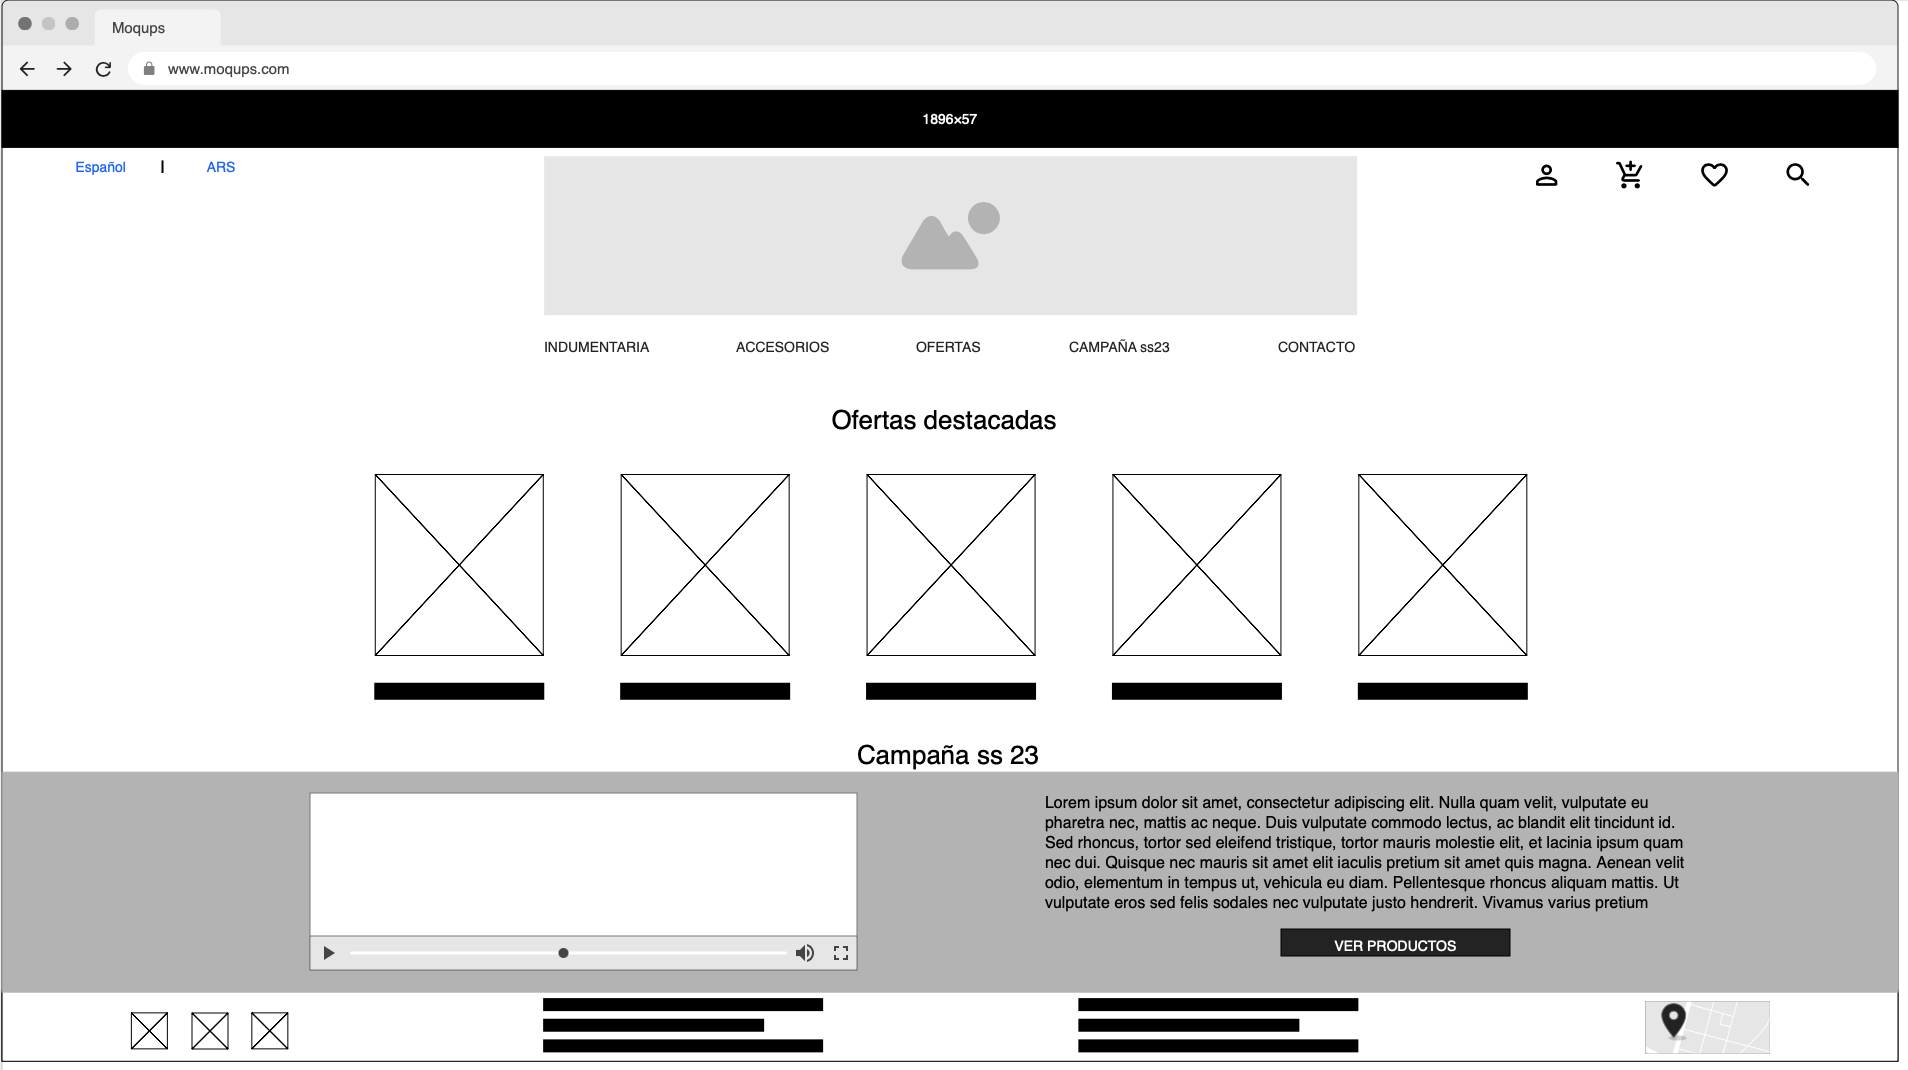 Moqups
www.moqups.com
1896×57
Español | ARS
INDUMENTARIA ACCESORIOS OFERTAS CAMPAÑA ss23 CONTACTO
Ofertas destacadas
Campaña ss 23
Lorem ipsum dolor sit amet, consectetur adipiscing elit. Nulla quam velit, vulputate eu
pharetra nec, mattis ac neque. Duis vulputate commodo lectus, ac blandit elit tincidunt id.
Sed rhoncus, tortor sed eleifend tristique, tortor mauris molestie elit, et lacinia ipsum quam
nec dui. Quisque nec mauris sit amet elit iaculis pretium sit amet quis magna. Aenean velit
odio, elementum in tempus ut, vehicula eu diam. Pellentesque rhoncus aliquam mattis. Ut
vulputate eros sed felis sodales nec vulputate justo hendrerit. Vivamus varius pretium
VER PRODUCTOS